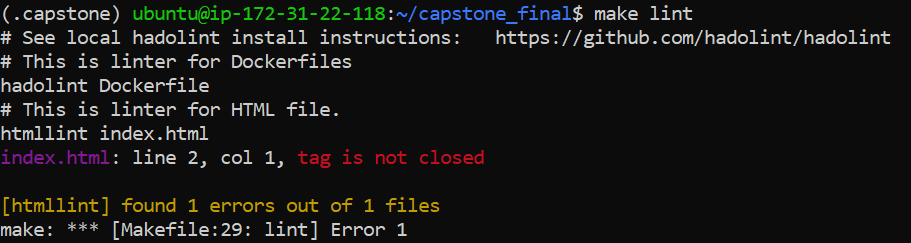 (.capstone) ubuntu@ip-172-31-22-118:~/capstone_final$ make lint
# See local hadolint install instructions:   https://github.com/hadolint/hadolint
# This is linter for Dockerfiles
hadolint Dockerfile
# This is linter for HTML file.
htmllint index.html
index.html: line 2, col 1, tag is not closed

[htmllint] found 1 errors out of 1 files
make: *** [Makefile:29: lint] Error 1